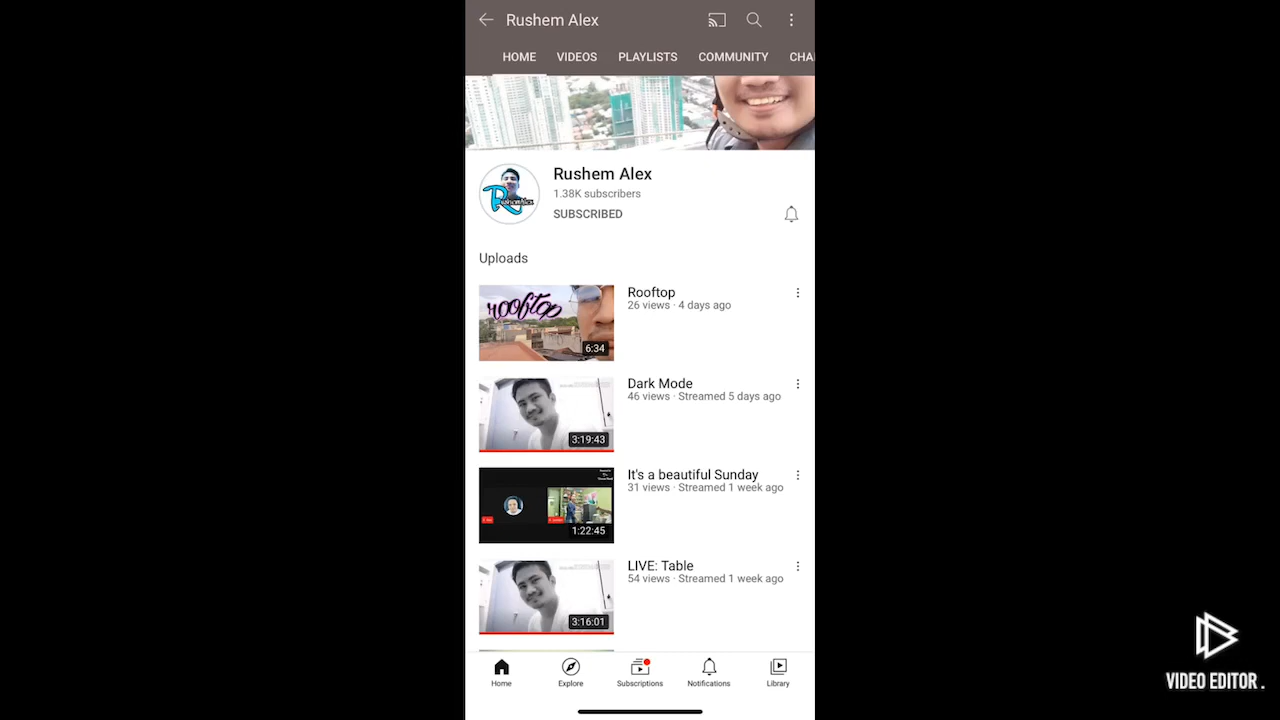 Rushem Alex
HOME VIDEOS PLAYLISTS COMMUNITY CHA
Rushem Alex
1.38K subscribers
SUBSCRIBED
Uploads
rooftop
6:34
Rooftop
26 views · 4 days ago
3:19:43
Dark Mode
46 views · Streamed 5 days ago
1:22:45
It's a beautiful Sunday
31 views · Streamed 1 week ago
3:16:01
LIVE: Table
54 views · Streamed 1 week ago
Home Explore Subscriptions Notifications Library
VIDEO EDITOR.